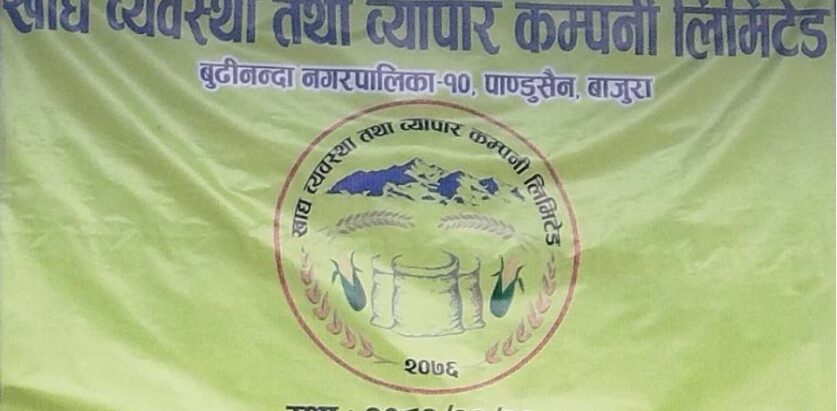 खाद्य व्यवस्था तथा व्यापार कम्पनी लिमिटेड
बुढीनन्दा नगरपालिका-१०, पाण्डुसैन, बाजुरा
खाद्य व्यवस्था तथा व्यापार कम्पनी लिमिटेड
२०७६